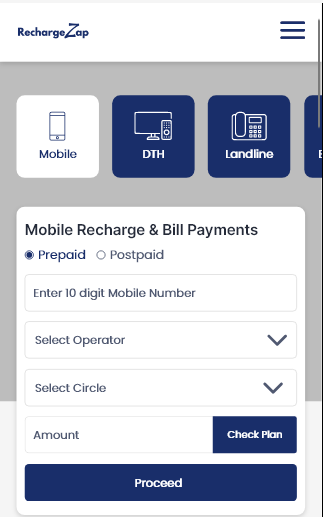 RechargeZap
Mobile
DTH
Landline
Mobile Recharge & Bill Payments
Prepaid
Postpaid
Enter 10 digit Mobile Number
Select Operator
Select Circle
Amount
Check Plan
Proceed